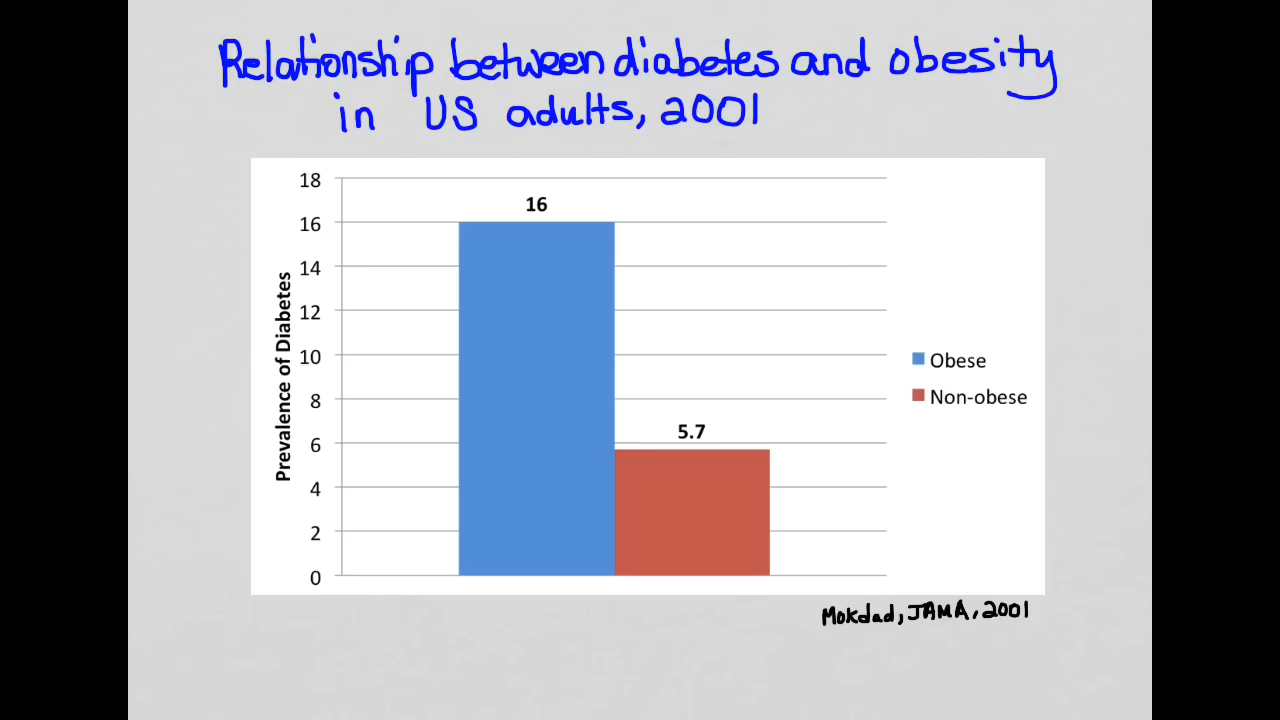 Relationship between diabetes and obesity
in US adults, 2001
18
16
16
14
12
10
8
6
4
2
0
5.7
Prevalence of Diabetes
Obese
Non-obese
Mokdad, JAMA, 2001